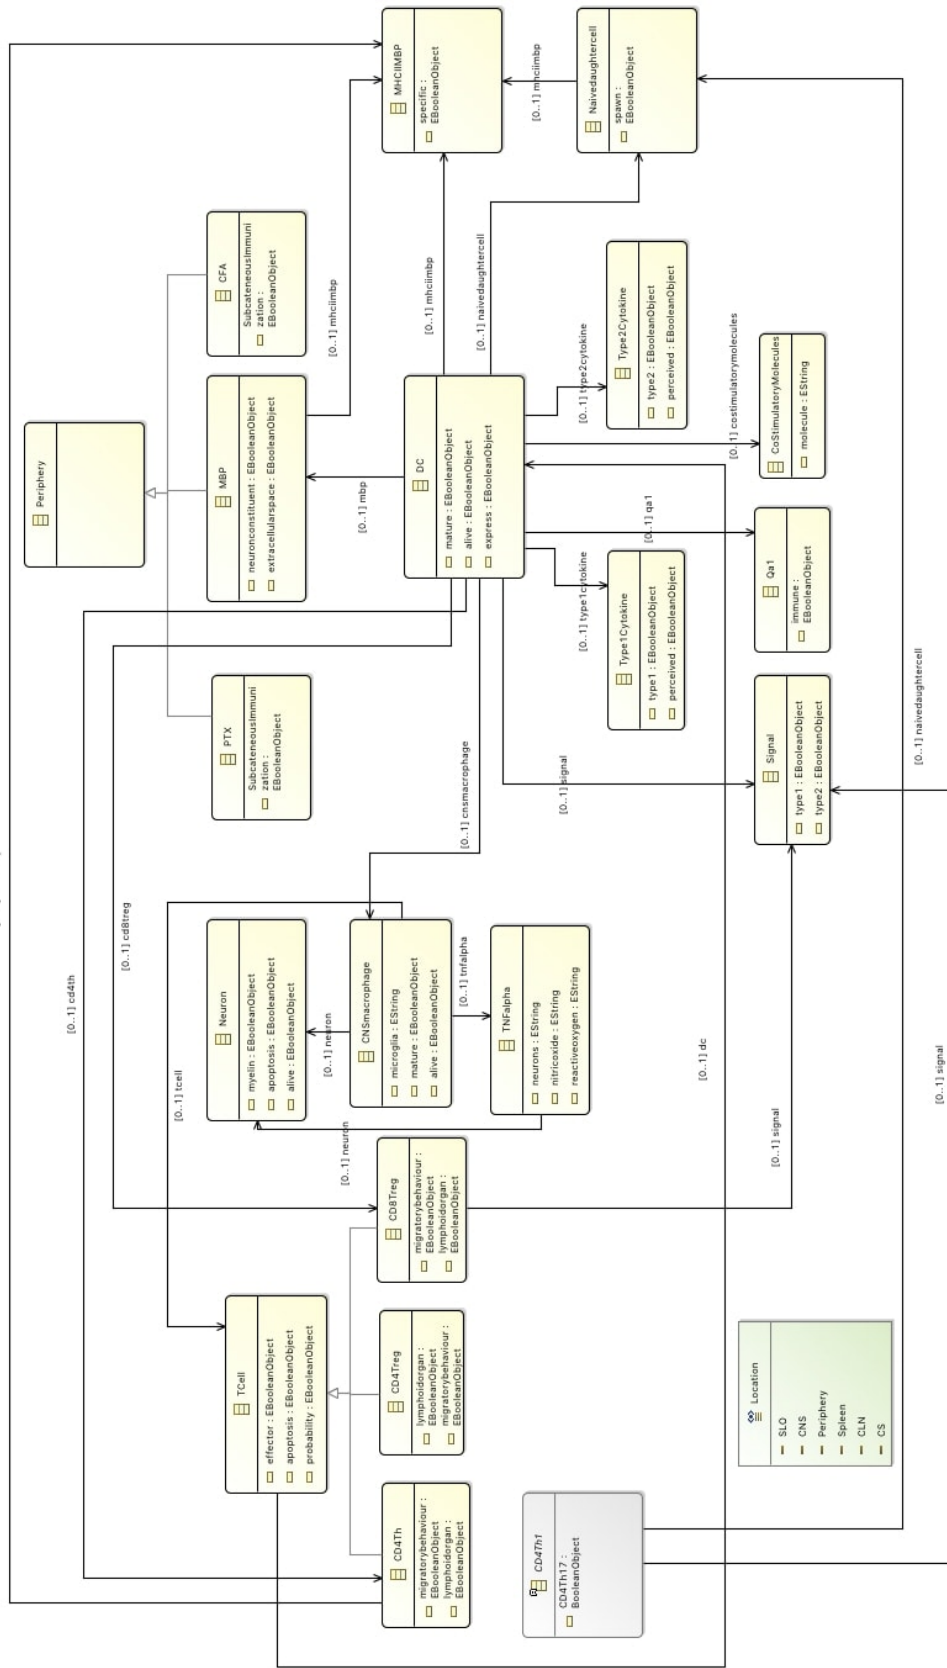 Periphery
PTX
SubcateneousImmuni
zation :
EBooleanObject
MBP
neuronconstituent : EBooleanObject
extracellularspace : EBooleanObject
CFA
SubcateneousImmuni
zation :
EBooleanObject
MHCIIMBP
specific :
EBooleanObject
Naivedaughtercell
spawn :
EBooleanObject
DC
mature : EBooleanObject
alive : EBooleanObject
express : EBooleanObject
Type1Cytokine
type1 : EBooleanObject
perceived : EBooleanObject
Type2Cytokine
type2 : EBooleanObject
perceived : EBooleanObject
Signal
type1 : EBooleanObject
type2 : EBooleanObject
Qa1
immune :
EBooleanObject
CoStimulatoryMolecules
molecule : EString
Neuron
myelin : EBooleanObject
apoptosis : EBooleanObject
alive : EBooleanObject
CNSmacrophage
microglia : EString
mature : EBooleanObject
alive : EBooleanObject
TNFalpha
neurons : EString
nitricoxide : EString
reactiveoxygen : EString
TCell
effector : EBooleanObject
apoptosis : EBooleanObject
probability : EBooleanObject
CD4Th
migratorybehaviour :
EBooleanObject
lymphoidorgan :
EBooleanObject
CD4Treg
lymphoidorgan :
EBooleanObject
migratorybehaviour :
EBooleanObject
CD8Treg
migratorybehaviour :
EBooleanObject
lymphoidorgan :
EBooleanObject
CD4Th1
CD4Th17 :
BooleanObject
Location
SLO
CNS
Periphery
Spleen
CLN
CS
[0..1] cd4th
[0..1] cd8treg
[0..1] tcell
[0..1] neuron
[0..1] neuron
[0..1] tnfalpha
[0..1] cnsmacrophage
[0..1] mbp
[0..1] mhciimbp
[0..1] mhciimbp
[0..1] mhciimbp
[0..1] naivedaughtercell
[0..1] type1cytokine
[0..1] type2cytokine
[0..1] signal
[0..1] qa1
[0..1] costimulatorymolecules
[0..1] dc
[0..1] signal
[0..1] naivedaughtercell
[0..1] signal